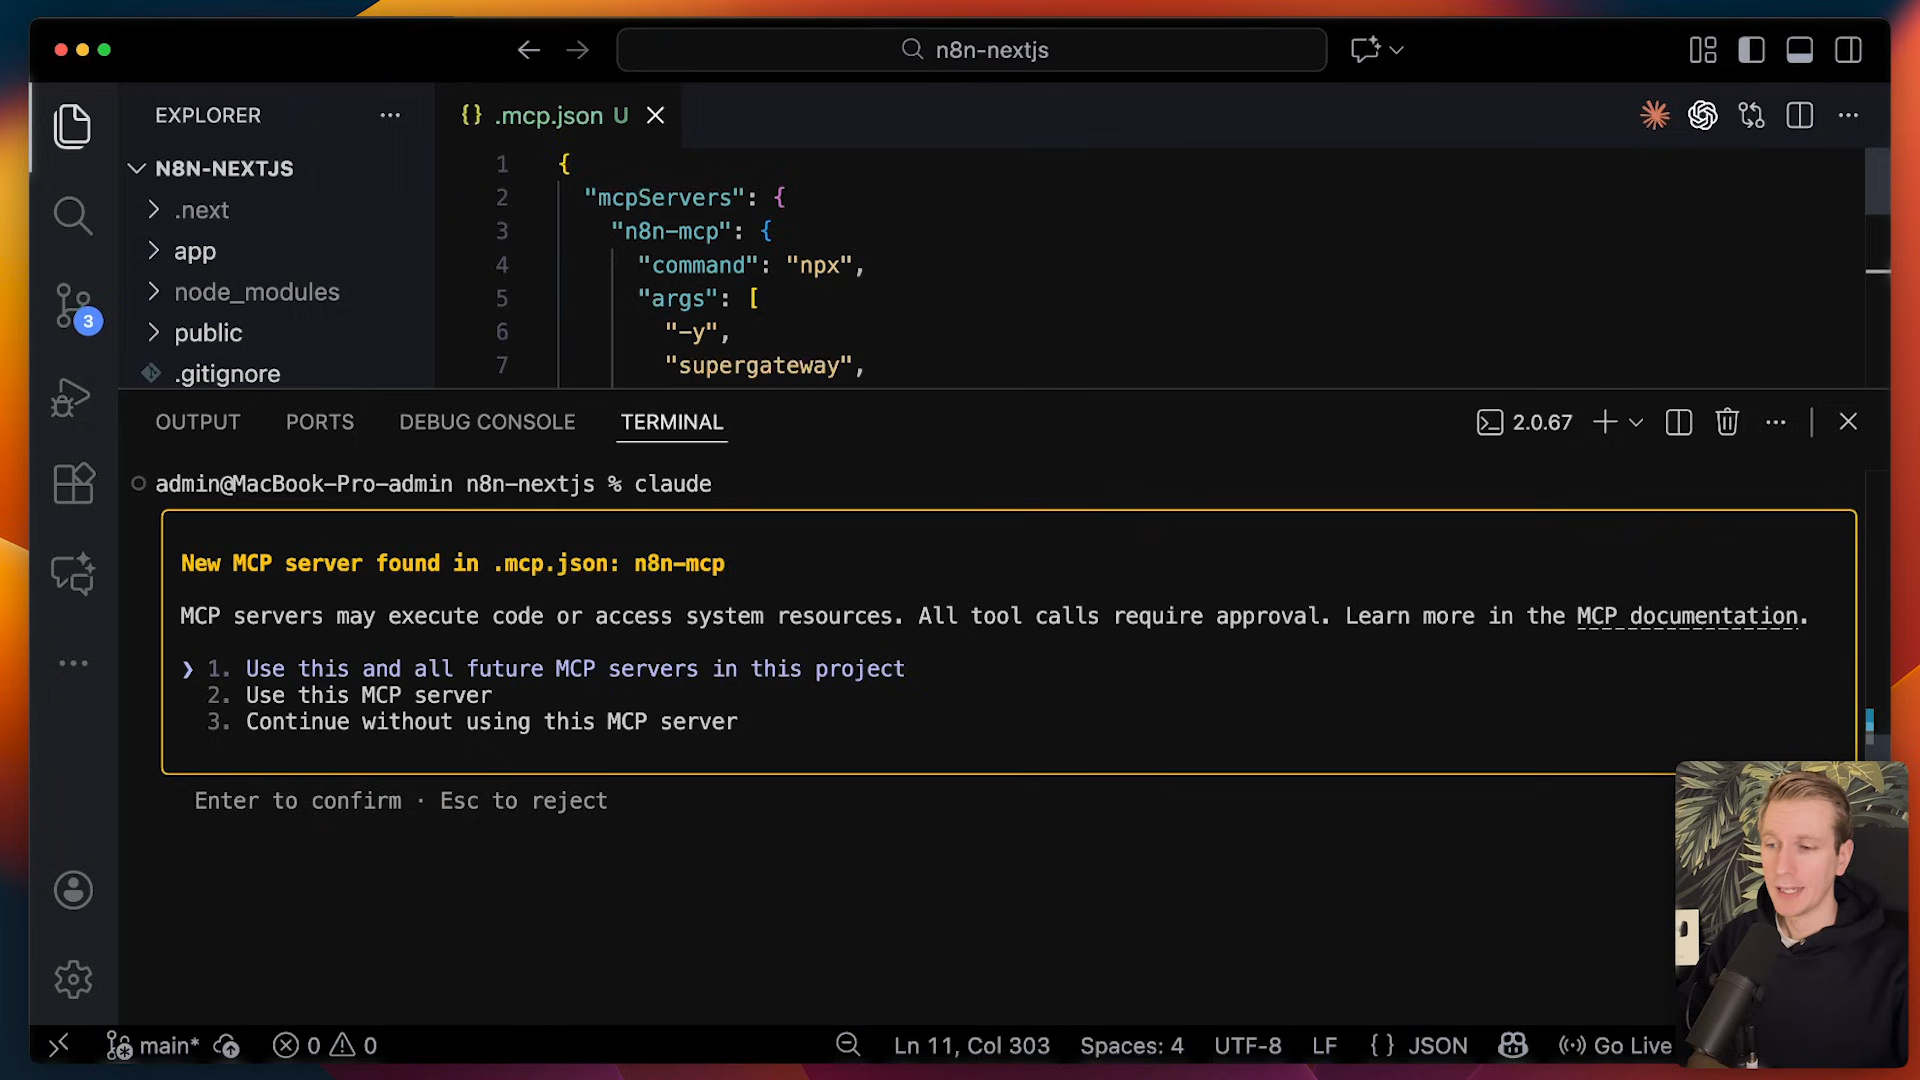 n8n-nextjs
EXPLORER
{} .mcp.json U
N8N-NEXTJS
.next
app
node_modules
public
.gitignore
3
1 {
2 "mcpServers": {
3 "n8n-mcp": {
4 "command": "npx",
5 "args": [
6 "-y",
7 "supergateway",
OUTPUT PORTS DEBUG CONSOLE TERMINAL 2.0.67
admin@MacBook-Pro-admin n8n-nextjs % claude
New MCP server found in .mcp.json: n8n-mcp
MCP servers may execute code or access system resources. All tool calls require approval. Learn more in the MCP documentation.
❯ 1. Use this and all future MCP servers in this project
2. Use this MCP server
3. Continue without using this MCP server
Enter to confirm · Esc to reject
main* 0 0 Ln 11, Col 303 Spaces: 4 UTF-8 LF {} JSON Go Live